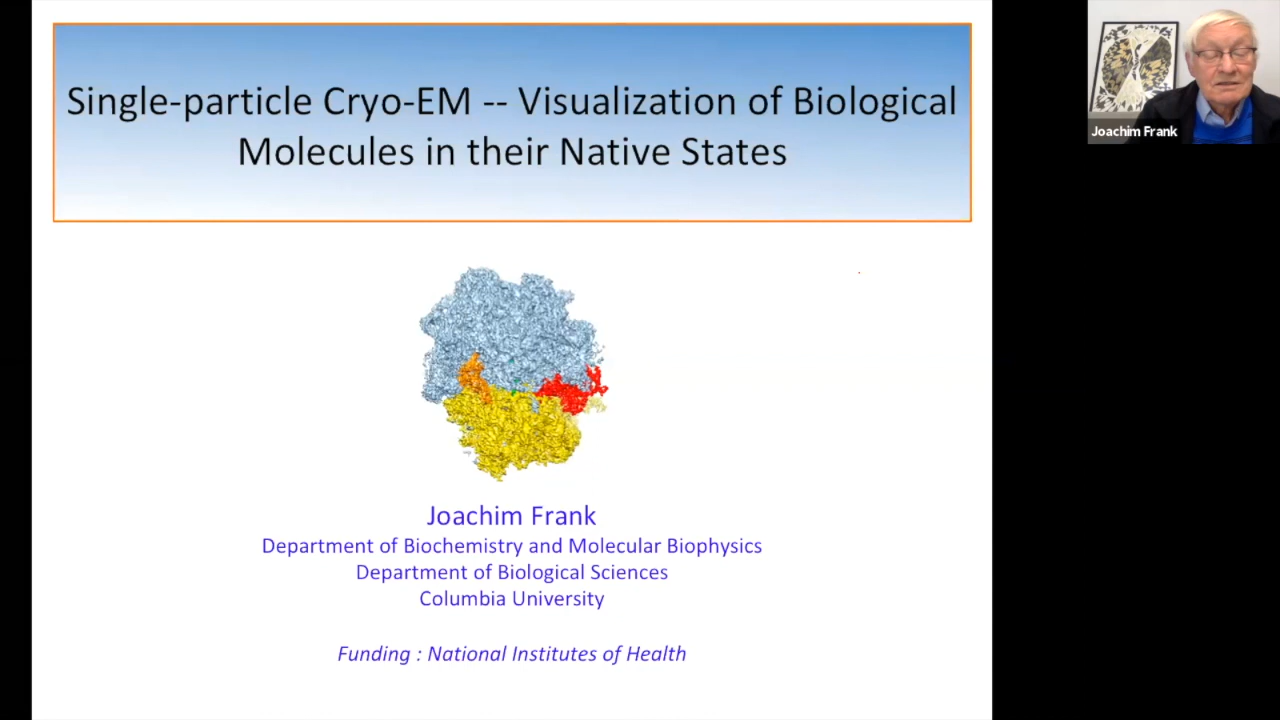 Single-particle Cryo-EM -- Visualization of Biological
Molecules in their Native States
Joachim Frank
Joachim Frank
Department of Biochemistry and Molecular Biophysics
Department of Biological Sciences
Columbia University
Funding : National Institutes of Health